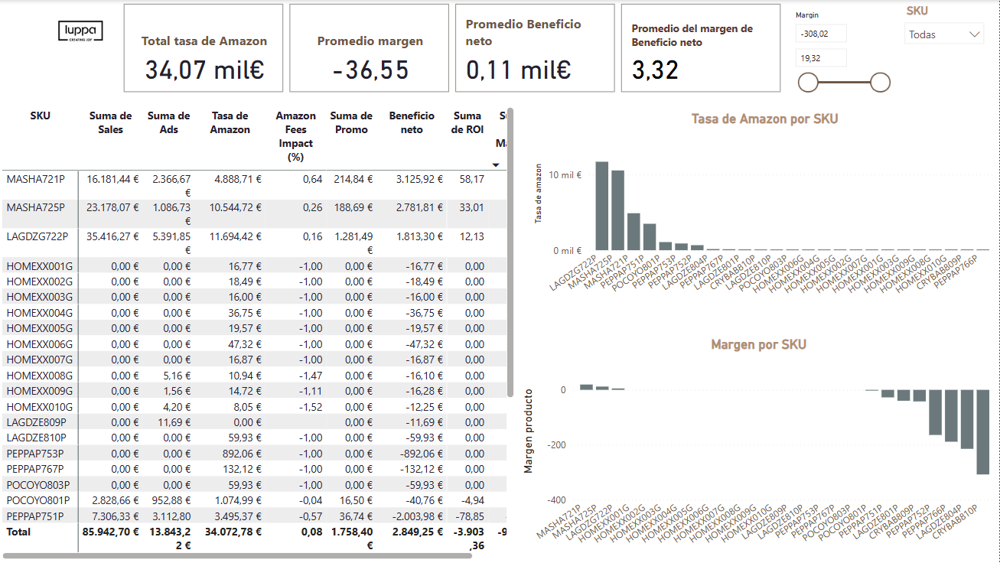 luppa
CREATING JOY
Total tasa de Amazon
34,07 mil€
Promedio margen
-36,55
Promedio Beneficio
neto
0,11 mil€
Promedio del margen de
Beneficio neto
3,32
Margin
-308,02
19,32
SKU
Todas
SKU Suma de Sales Suma de Ads Tasa de Amazon Amazon Fees Impact (%) Suma de Promo Beneficio neto Suma de ROI
MASHA721P 16.181,44 € 2.366,67 € 4.888,71 € 0,64 214,84 € 3.125,92 € 58,17
MASHA725P 23.178,07 € 1.086,73 € 10.544,72 € 0,26 188,69 € 2.781,81 € 33,01
LAGDZG722P 35.416,27 € 5.391,85 € 11.694,42 € 0,16 1.281,49 € 1.813,30 € 12,13
HOMEXX001G 0,00 € 0,00 € 16,77 € -1,00 0,00 € -16,77 € 0,00
HOMEXX002G 0,00 € 0,00 € 18,49 € -1,00 0,00 € -18,49 € 0,00
HOMEXX003G 0,00 € 0,00 € 16,00 € -1,00 0,00 € -16,00 € 0,00
HOMEXX004G 0,00 € 0,00 € 36,75 € -1,00 0,00 € -36,75 € 0,00
HOMEXX005G 0,00 € 0,00 € 19,57 € -1,00 0,00 € -19,57 € 0,00
HOMEXX006G 0,00 € 0,00 € 47,32 € -1,00 0,00 € -47,32 € 0,00
HOMEXX007G 0,00 € 0,00 € 16,87 € -1,00 0,00 € -16,87 € 0,00
HOMEXX008G 0,00 € 5,16 € 10,94 € -1,47 0,00 € -16,10 € 0,00
HOMEXX009G 0,00 € 1,56 € 14,72 € -1,11 0,00 € -16,28 € 0,00
HOMEXX010G 0,00 € 4,20 € 8,05 € -1,52 0,00 € -12,25 € 0,00
LAGDZE809P 0,00 € 11,69 € 0,00 € 0,00 € -11,69 € 0,00
LAGDZE810P 0,00 € 0,00 € 59,93 € -1,00 0,00 € -59,93 € 0,00
PEPPAP753P 0,00 € 0,00 € 892,06 € -1,00 0,00 € -892,06 € 0,00
PEPPAP767P 0,00 € 0,00 € 132,12 € -1,00 0,00 € -132,12 € 0,00
POCOYO803P 0,00 € 0,00 € 59,93 € -1,00 0,00 € -59,93 € 0,00
POCOYO801P 2.828,66 € 952,88 € 1.074,99 € -0,04 16,50 € -40,76 € -4,94
PEPPAP751P 7.306,33 € 3.112,80 € 3.495,37 € -0,57 36,74 € -2.003,98 € -78,85
Total 85.942,70 € 13.843,22 € 34.072,78 € 0,08 1.758,40 € 2.849,25 € -3.903,36 -9
Tasa de Amazon por SKU
Tasa de amazon
10 mil €
0 mil €
LAGDZG722P
MASHA725P
MASHA721P
PEPPAP751P
POCOYO801P
PEPPAP753P
PEPPAP752P
LAGDZE804P
PEPPAP767P
LAGDZE801P
CRYBAB810P
LAGDZE810P
POCOYO803P
HOMEXX006G
HOMEXX004G
HOMEXX005G
HOMEXX002G
HOMEXX007G
HOMEXX001G
HOMEXX003G
HOMEXX009G
HOMEXX008G
HOMEXX010G
CRYBAB809P
PEPPAP766P
Margen por SKU
Margen producto
0
-200
-400
MASHA721P
MASHA725P
LAGDZG722P
HOMEXX001G
HOMEXX002G
HOMEXX003G
HOMEXX004G
HOMEXX005G
HOMEXX006G
HOMEXX007G
HOMEXX008G
HOMEXX009G
HOMEXX010G
LAGDZE809P
LAGDZE810P
PEPPAP753P
PEPPAP767P
POCOYO803P
POCOYO801P
PEPPAP751P
LAGDZE801P
CRYBAB809P
PEPPAP752P
PEPPAP766P
LAGDZE804P
CRYBAB810P